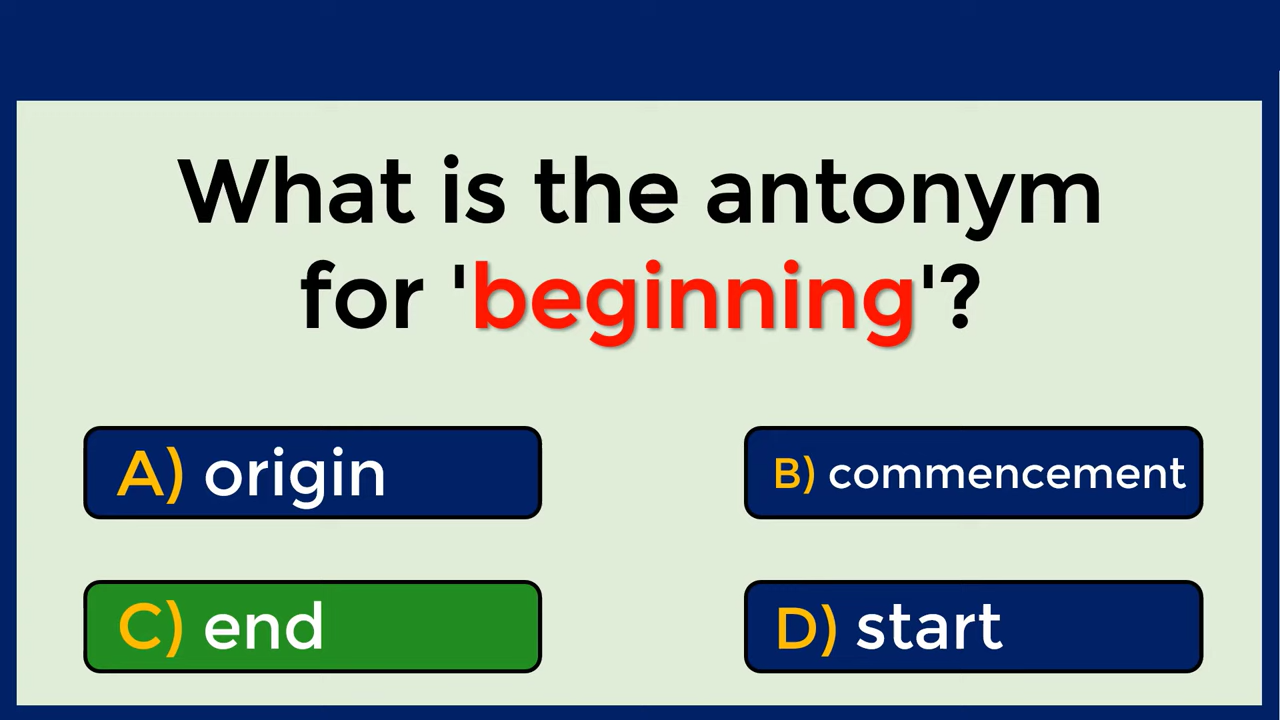 What is the antonym
for 'beginning'?
A) origin
B) commencement
C) end
D) start